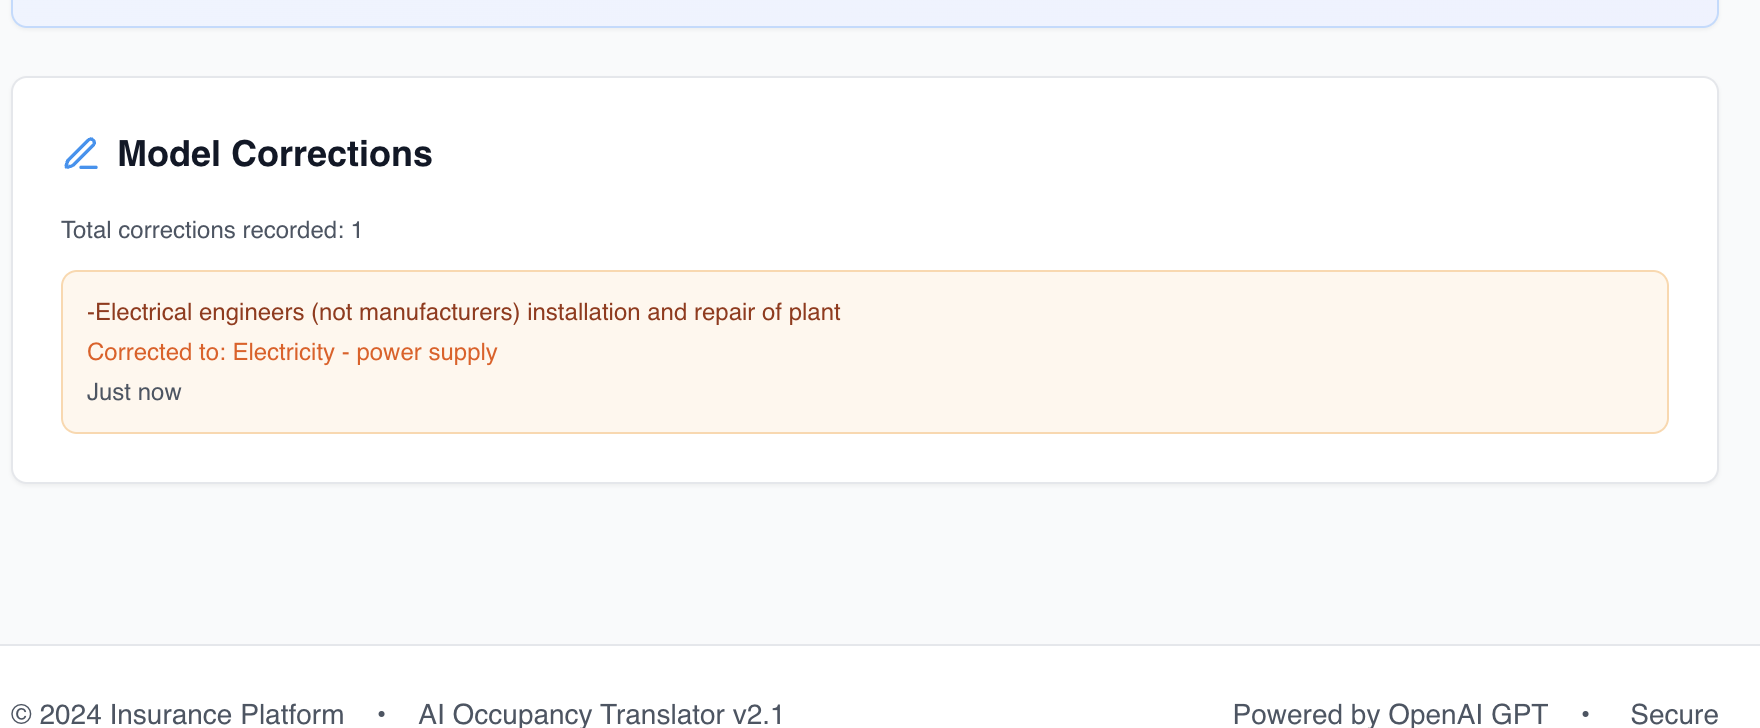 Model Corrections
Total corrections recorded: 1
-Electrical engineers (not manufacturers) installation and repair of plant
Corrected to: Electricity - power supply
Just now
© 2024 Insurance Platform • AI Occupancy Translator v2.1
Powered by OpenAI GPT • Secure